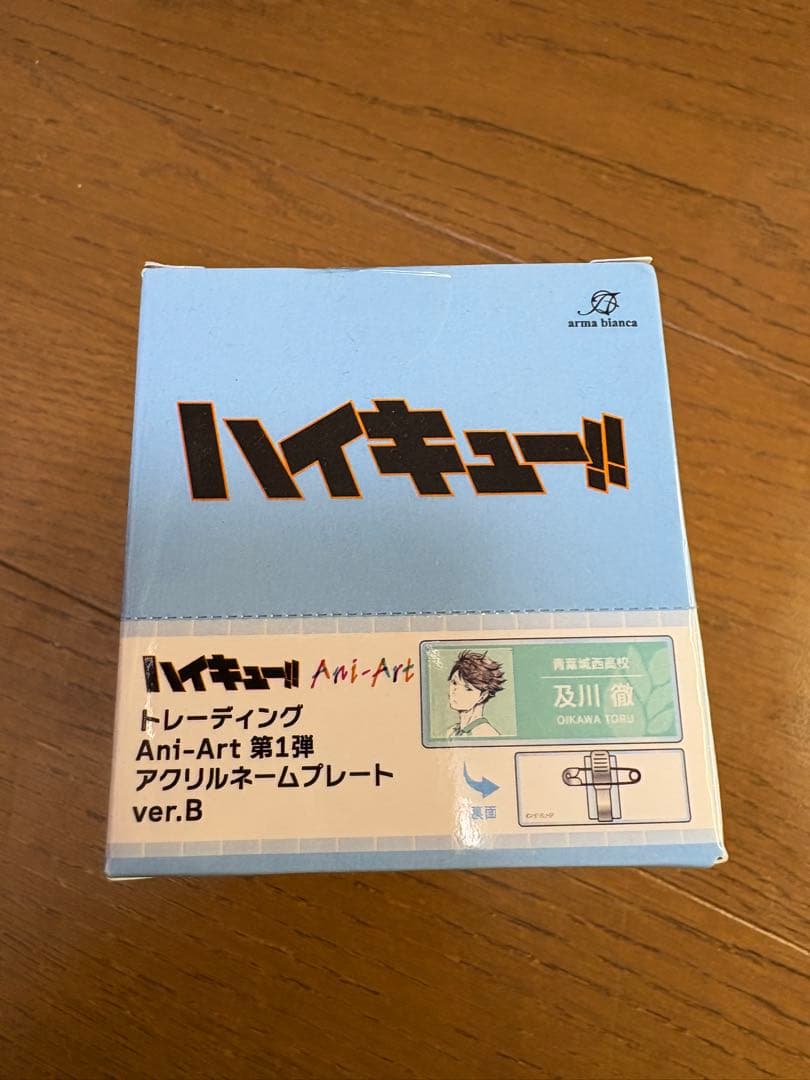 arma bianca
ハイキュー!!
ハイキュー!! Ani-Art
トレーディング
Ani-Art 第1弾
アクリルネームプレート
ver.B
青葉城西高校
及川 徹
OIKAWA TORU
裏面